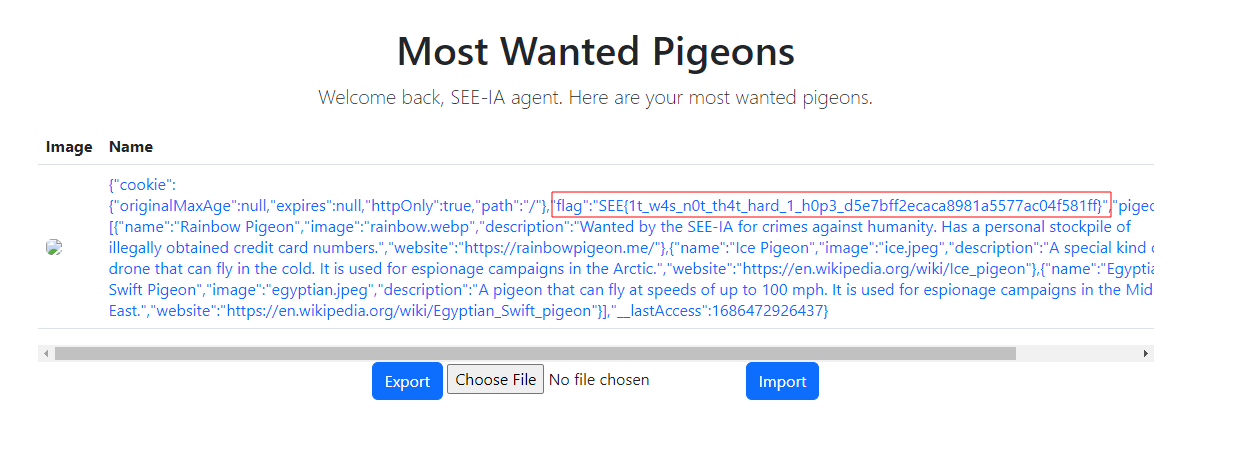 Most Wanted Pigeons
Welcome back, SEE-IA agent. Here are your most wanted pigeons.
Image Name
{"cookie":
{"originalMaxAge":null,"expires":null,"httpOnly":true,"path":"/"},"flag":"SEE{1t_w4s_n0t_th4t_hard_1_h0p3_d5e7bff2ecaca8981a5577ac04f581ff}","pigeo
[{"name":"Rainbow Pigeon","image":"rainbow.webp","description":"Wanted by the SEE-IA for crimes against humanity. Has a personal stockpile of
illegally obtained credit card numbers.","website":"https://rainbowpigeon.me/"},{"name":"Ice Pigeon","image":"ice.jpeg","description":"A special kind o
drone that can fly in the cold. It is used for espionage campaigns in the Arctic.","website":"https://en.wikipedia.org/wiki/Ice_pigeon"},{"name":"Egyptia
Swift Pigeon","image":"egyptian.jpeg","description":"A pigeon that can fly at speeds of up to 100 mph. It is used for espionage campaigns in the Mid
East.","website":"https://en.wikipedia.org/wiki/Egyptian_Swift_pigeon"}],"__lastAccess":1686472926437}
Export Choose File No file chosen Import